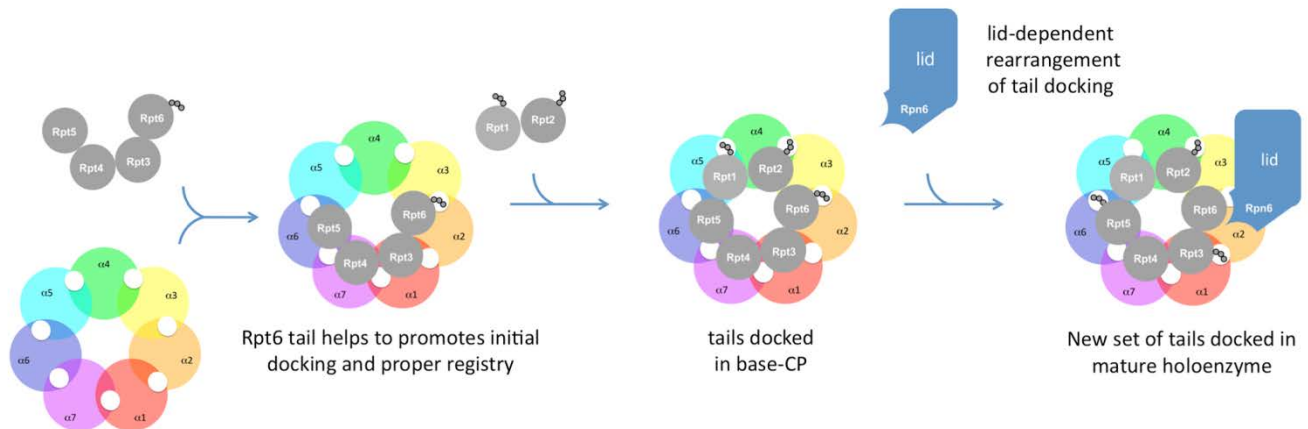 Rpt5
Rpt6
Rpt4
Rpt3
α4
α5
α3
α6
α2
α7
α1
α4
α5
α3
Rpt6
α6
Rpt5
α2
Rpt4
Rpt3
α7
α1
Rpt6 tail helps to promotes initial
docking and proper registry
Rpt1
Rpt2
α4
α5
α3
Rpt1
Rpt2
Rpt5
Rpt6
α6
α2
Rpt4
Rpt3
α7
α1
tails docked
in base-CP
lid
Rpn6
lid-dependent
rearrangement
of tail docking
α4
α5
α3
Rpt1
Rpt2
lid
Rpt5
Rpt6
Rpn6
α6
α2
Rpt4
Rpt3
α7
α1
New set of tails docked in
mature holoenzyme